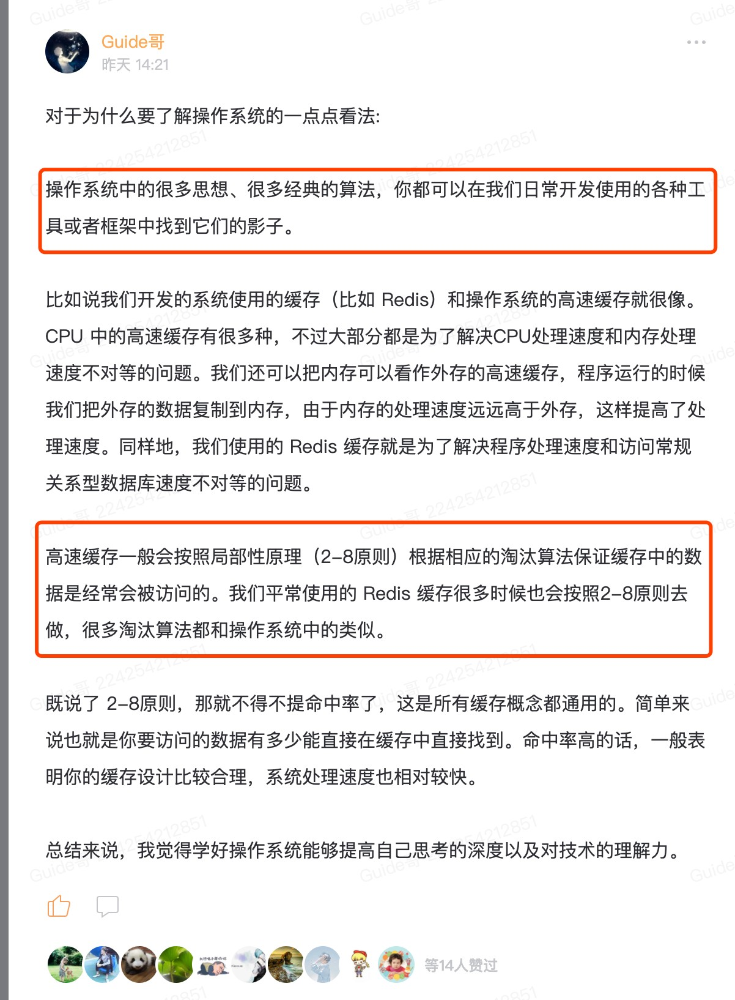 Guide哥
昨天 14:21
对于为什么要了解操作系统的一点点看法:
操作系统中的很多思想、很多经典的算法，你都可以在我们日常开发使用的各种工
具或者框架中找到它们的影子。
比如说我们开发的系统使用的缓存（比如 Redis）和操作系统的高速缓存就很像。
CPU 中的高速缓存有很多种，不过大部分都是为了解决CPU处理速度和内存处理
速度不对等的问题。我们还可以把内存可以看作外存的高速缓存，程序运行的时候
我们把外存的数据复制到内存，由于内存的处理速度远远高于外存，这样提高了处
理速度。同样地，我们使用的 Redis 缓存就是为了解决程序处理速度和访问常规
关系型数据库速度不对等的问题。
高速缓存一般会按照局部性原理（2-8原则）根据相应的淘汰算法保证缓存中的数
据是经常会被访问的。我们平常使用的 Redis 缓存很多时候也会按照2-8原则去
做，很多淘汰算法都和操作系统中的类似。
既说了 2-8原则，那就不得不提命中率了，这是所有缓存概念都通用的。简单来
说也就是你要访问的数据有多少能直接在缓存中直接找到。命中率高的话，一般表
明你的缓存设计比较合理，系统处理速度也相对较快。
总结来说，我觉得学好操作系统能够提高自己思考的深度以及对技术的理解力。
等14人赞过
Guide哥 224254212851